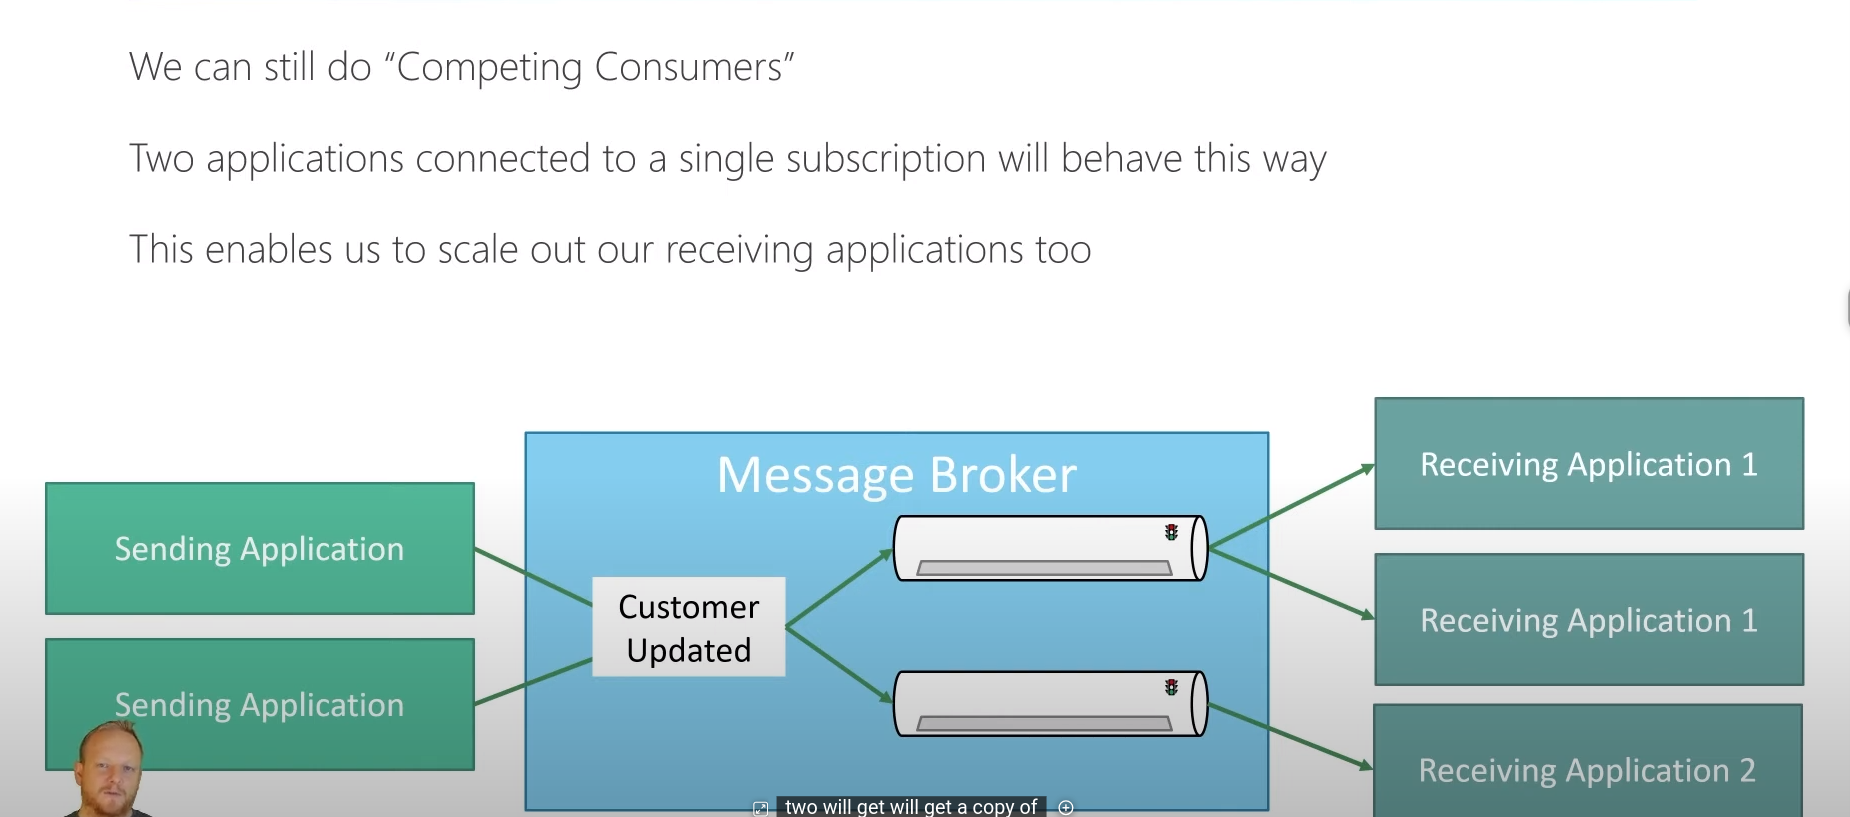 We can still do “Competing Consumers”
Two applications connected to a single subscription will behave this way
This enables us to scale out our receiving applications too
Message Broker
Sending Application
Sending Application
Customer
Updated
Receiving Application 1
Receiving Application 1
Receiving Application 2
two will get will get a copy of